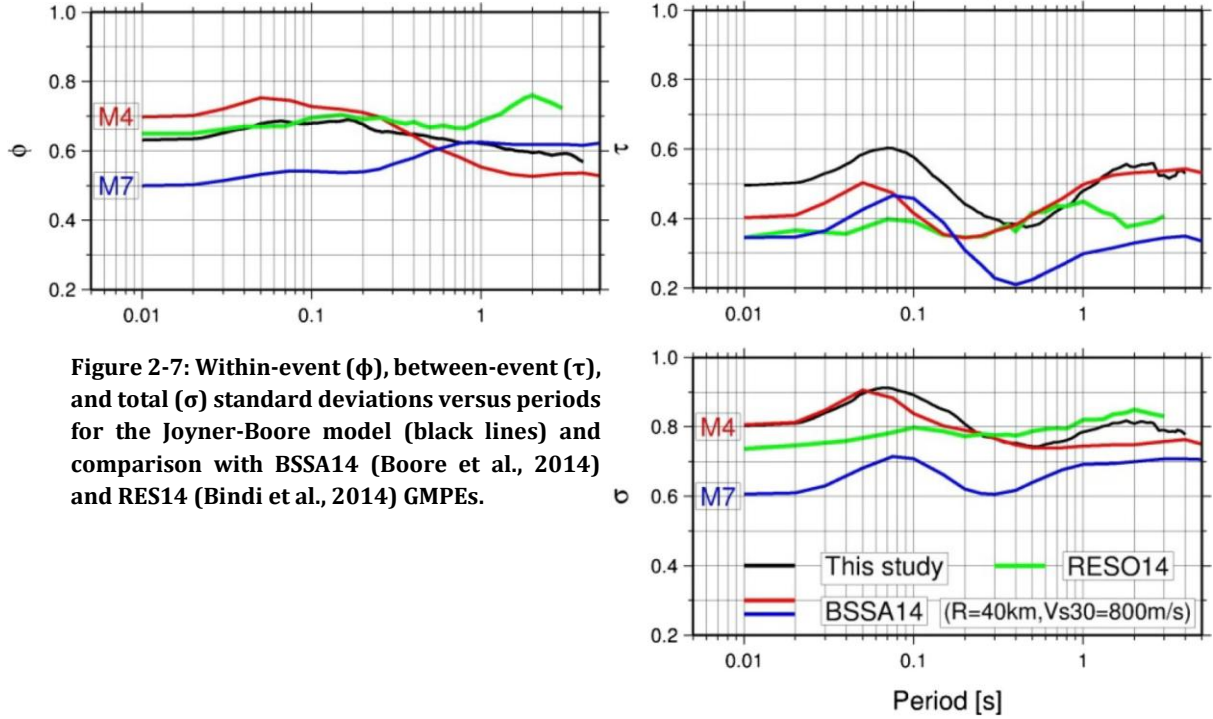 1.0
0.8
0.6
0.4
0.2
ϕ
M4
M7
0.01 0.1 1
1.0
0.8
0.6
0.4
0.2
τ
0.01 0.1 1
Figure 2-7: Within-event (ϕ), between-event (τ),
and total (σ) standard deviations versus periods
for the Joyner-Boore model (black lines) and
comparison with BSSA14 (Boore et al., 2014)
and RES14 (Bindi et al., 2014) GMPEs.
1.0
0.8
0.6
0.4
0.2
σ
M4
M7
This study RESO14
BSSA14 (R=40km,Vs30=800m/s)
0.01 0.1 1
Period [s]